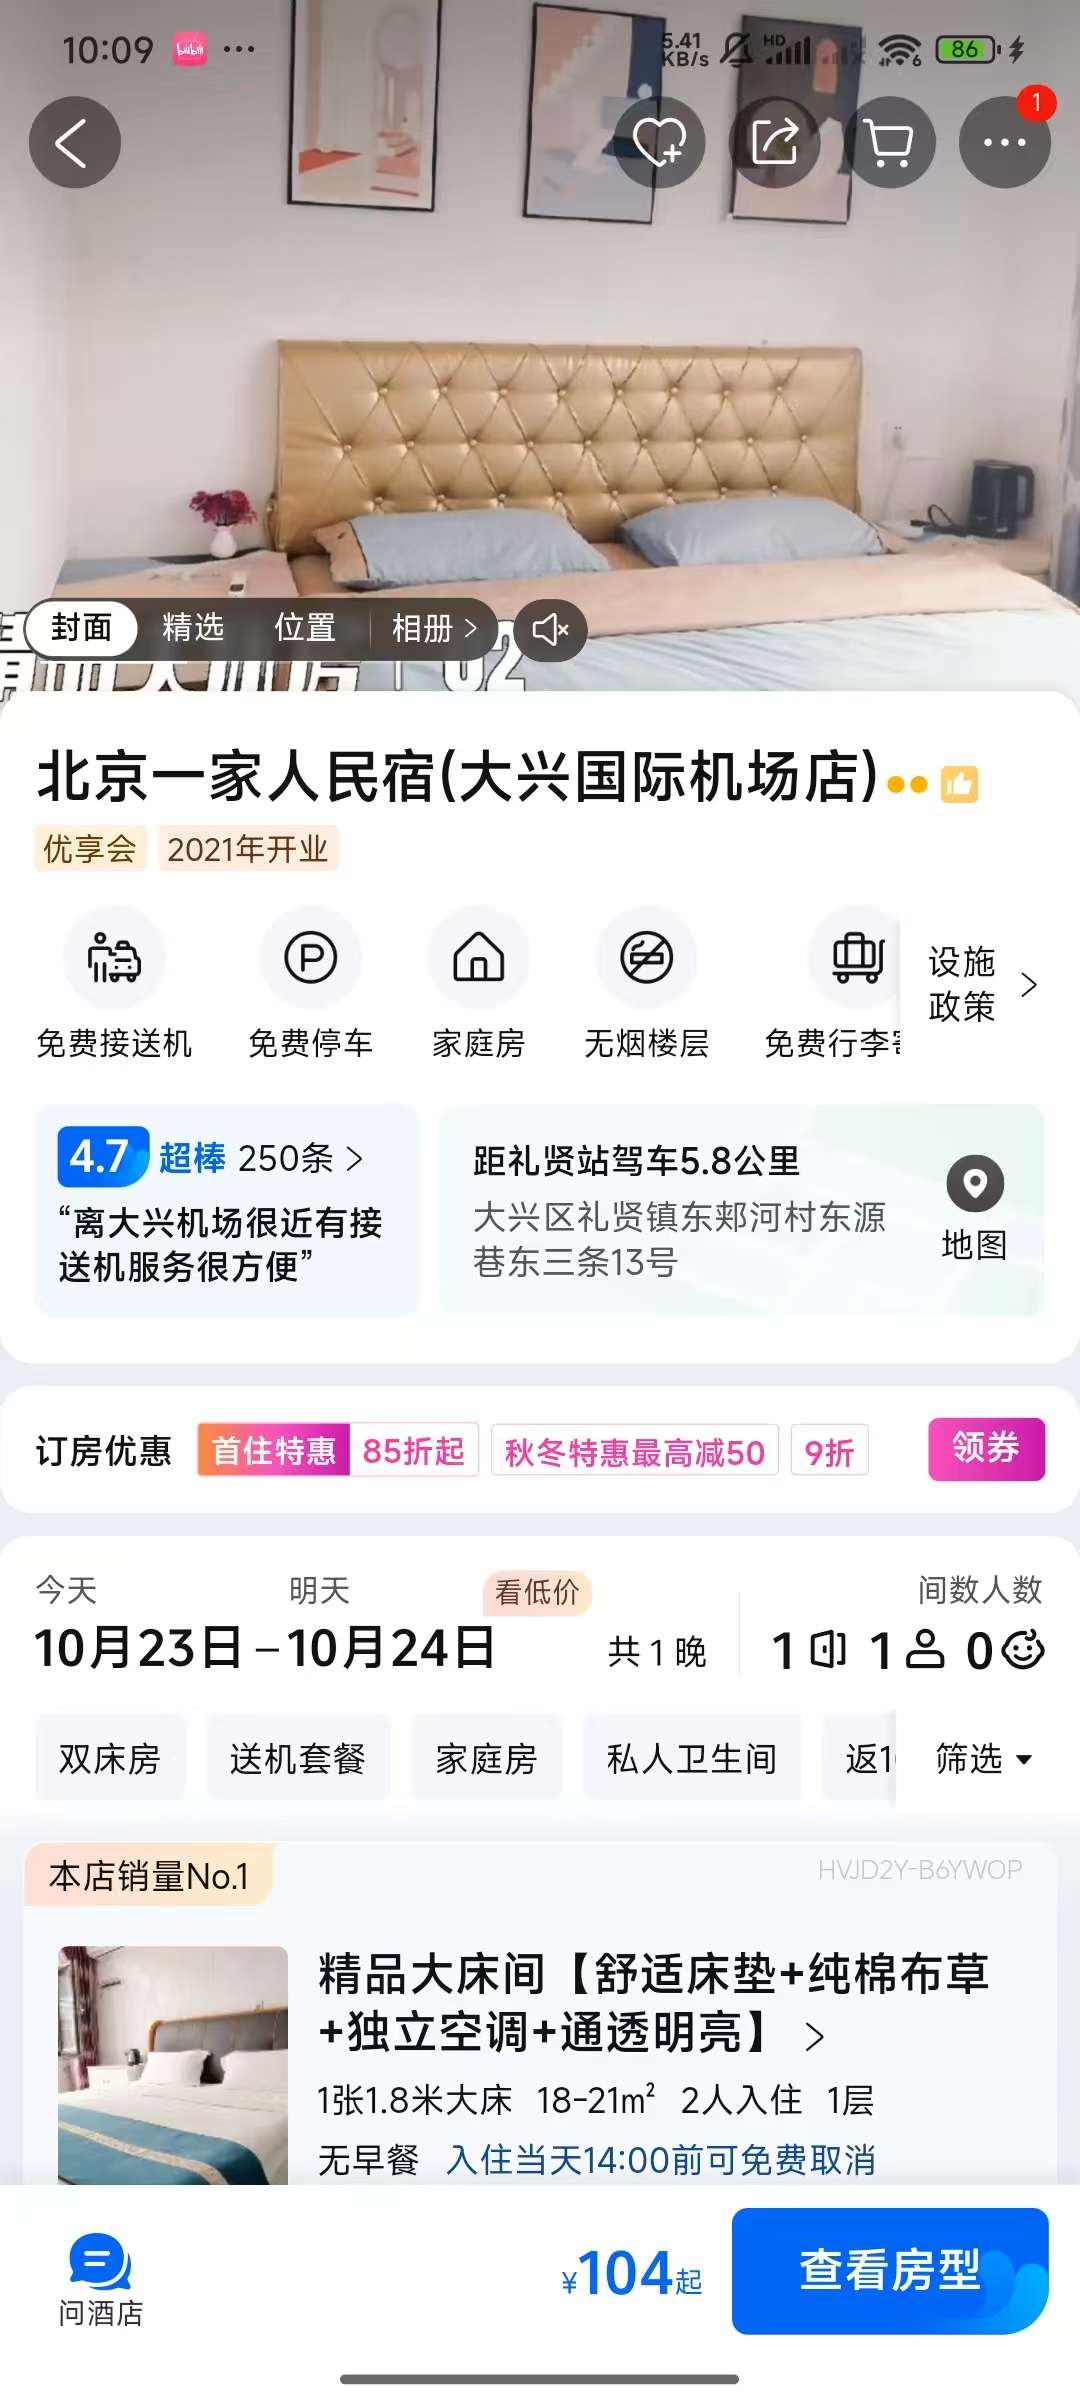 10:09
bilibili
5.41
KB/s
HD
6
86
1
封面
精选
位置
相册
02
北京一家人民宿(大兴国际机场店)
优享会
2021年开业
免费接送机
免费停车
家庭房
无烟楼层
免费行李
设施
政策
4.7 超棒 250条
“离大兴机场很近有接
送机服务很方便”
距礼贤站驾车5.8公里
大兴区礼贤镇东郏河村东源
巷东三条13号
地图
订房优惠
首住特惠 85折起
秋冬特惠最高减50
9折
领券
今天
明天
看低价
间数人数
10月23日–10月24日
共1晚
1 1 0
双床房
送机套餐
家庭房
私人卫生间
返1
筛选
本店销量No.1
HVJD2Y-B6YWOP
精品大床间【舒适床垫+纯棉布草
+独立空调+通透明亮】
1张1.8米大床 18-21m² 2人入住 1层
无早餐 入住当天14:00前可免费取消
问酒店
¥104起
查看房型